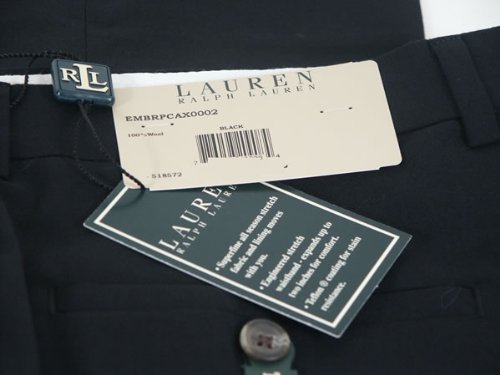 RLL
LAUREN
RALPH LAUREN
EMBRPCAX0002
BLACK
100%Wool
518572
LAUREN
RALPH LAUREN
• Superfine all season stretch
fabric and lining moves
with you.
• Engineered stretch
waistband - expands up to
two inches for comfort.
• Teflon ® coating for stain
resistance.